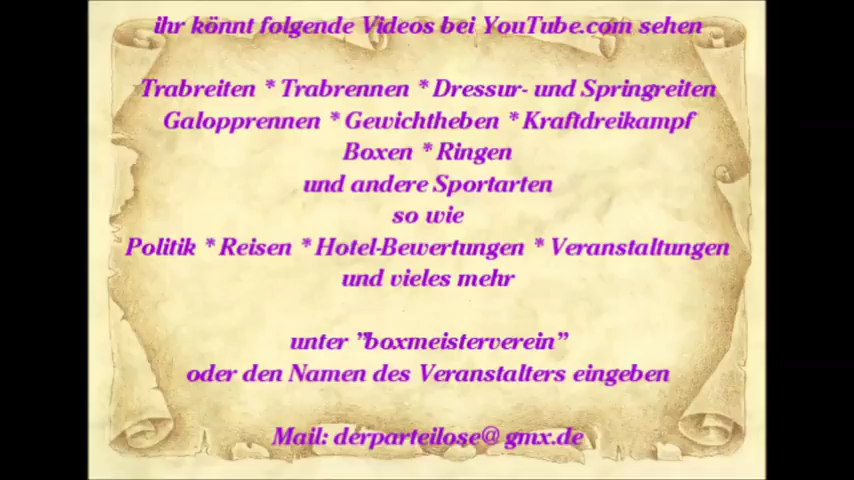 ihr könnt folgende Videos bei YouTube.com sehen
Trabreiten * Trabrennen * Dressur- und Springreiten
Galopprennen * Gewichtheben * Kraftdreikampf
Boxen * Ringen
und andere Sportarten
so wie
Politik * Reisen * Hotel-Bewertungen * Veranstaltungen
und vieles mehr
unter "boxmeisterverein"
oder den Namen des Veranstalters eingeben
Mail: derparteilose@gmx.de